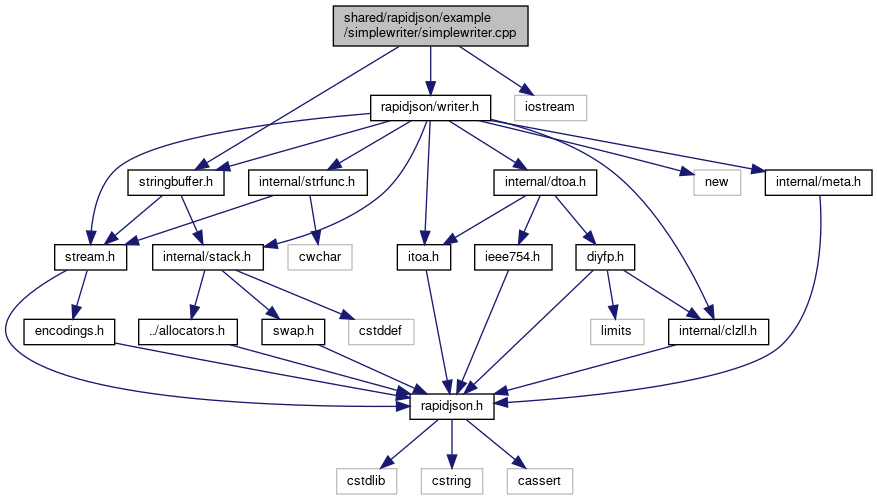 shared/rapidjson/example
/simplewriter/simplewriter.cpp
rapidjson/writer.h
iostream
stringbuffer.h
internal/strfunc.h
internal/dtoa.h
new
internal/meta.h
stream.h
internal/stack.h
cwchar
itoa.h
ieee754.h
diyfp.h
encodings.h
../allocators.h
swap.h
cstddef
limits
internal/clzll.h
rapidjson.h
cstdlib
cstring
cassert